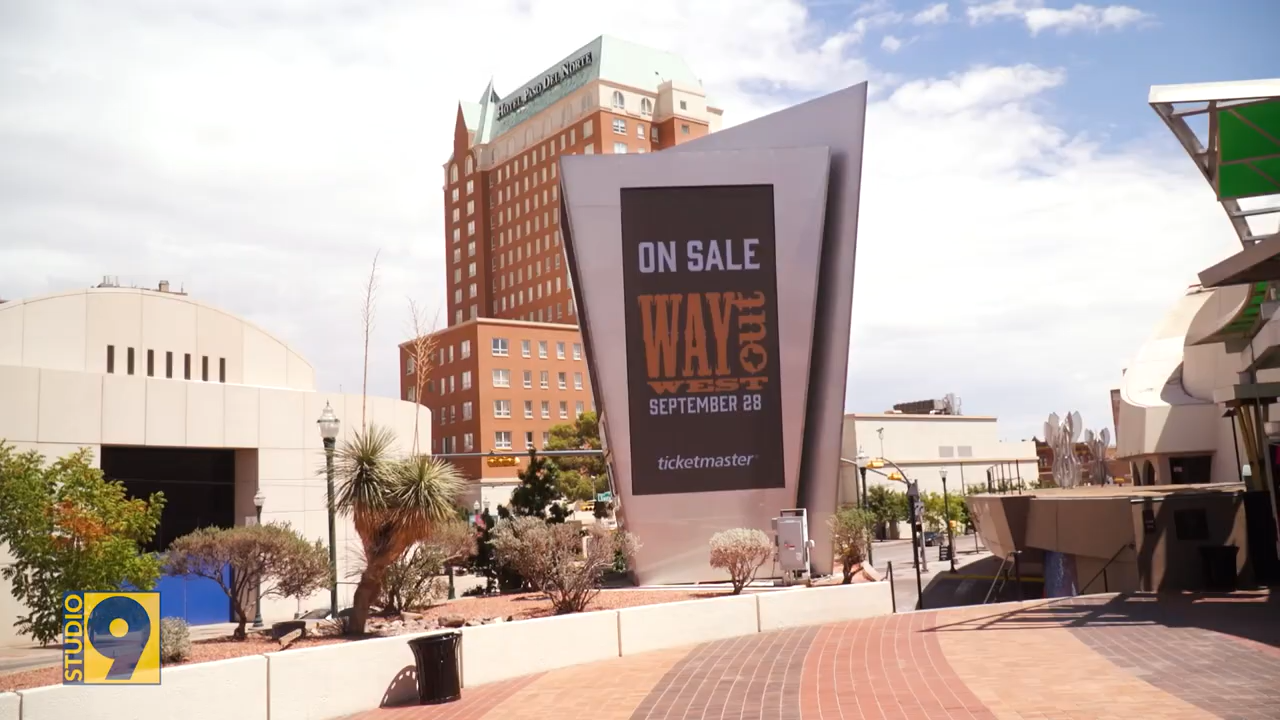 HOTEL PASO DEL NORTE
ON SALE
WAY OUT
WEST
SEPTEMBER 28
ticketmaster
STUDIO 9